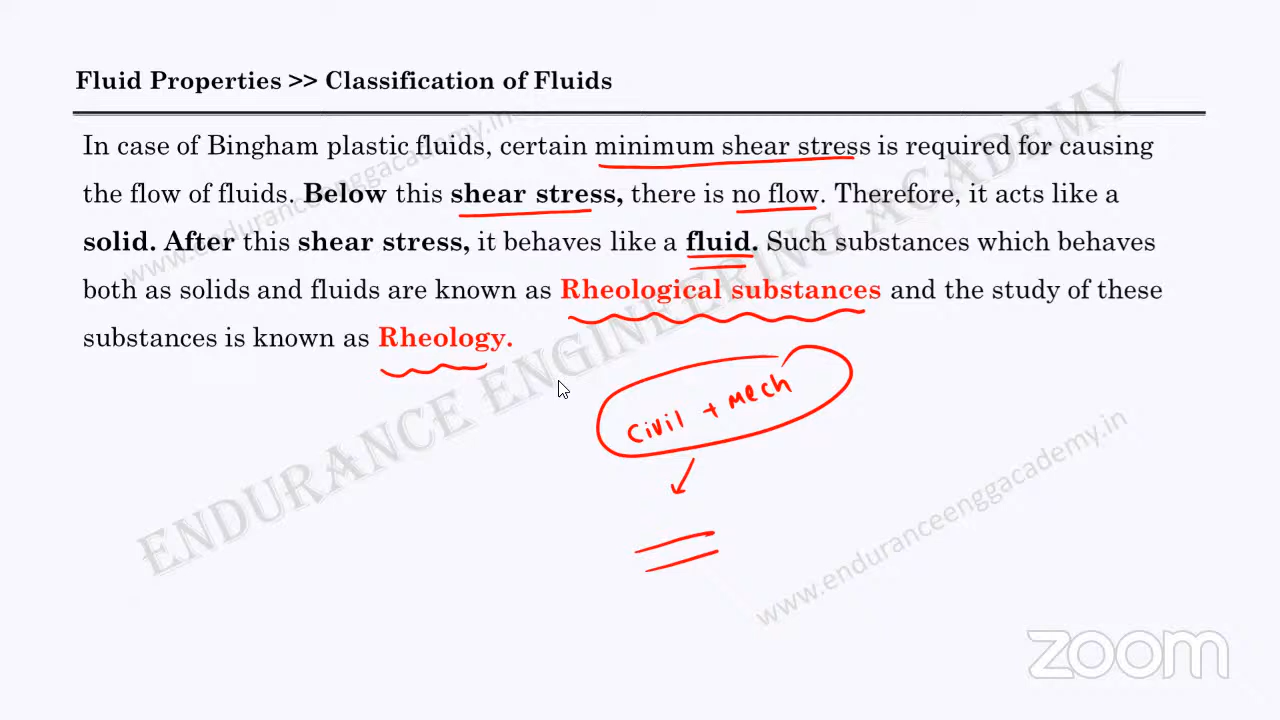 Fluid Properties >> Classification of Fluids
In case of Bingham plastic fluids, certain minimum shear stress is required for causing
the flow of fluids. Below this shear stress, there is no flow. Therefore, it acts like a
solid. After this shear stress, it behaves like a fluid. Such substances which behaves
both as solids and fluids are known as Rheological substances and the study of these
substances is known as Rheology.
civil + mech
ENDURANCE ENGINEERING ACADEMY
www.enduranceenggacademy.in
www.enduranceenggacademy.in
zoom